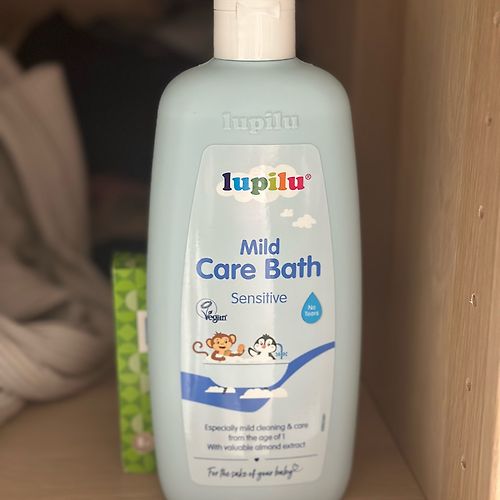 lupilu
lupilu®
Mild
Care Bath
Sensitive
Vegan
No
Tears
Especially mild cleaning & care
from the age of 1
With valuable almond extract
For the sake of your baby